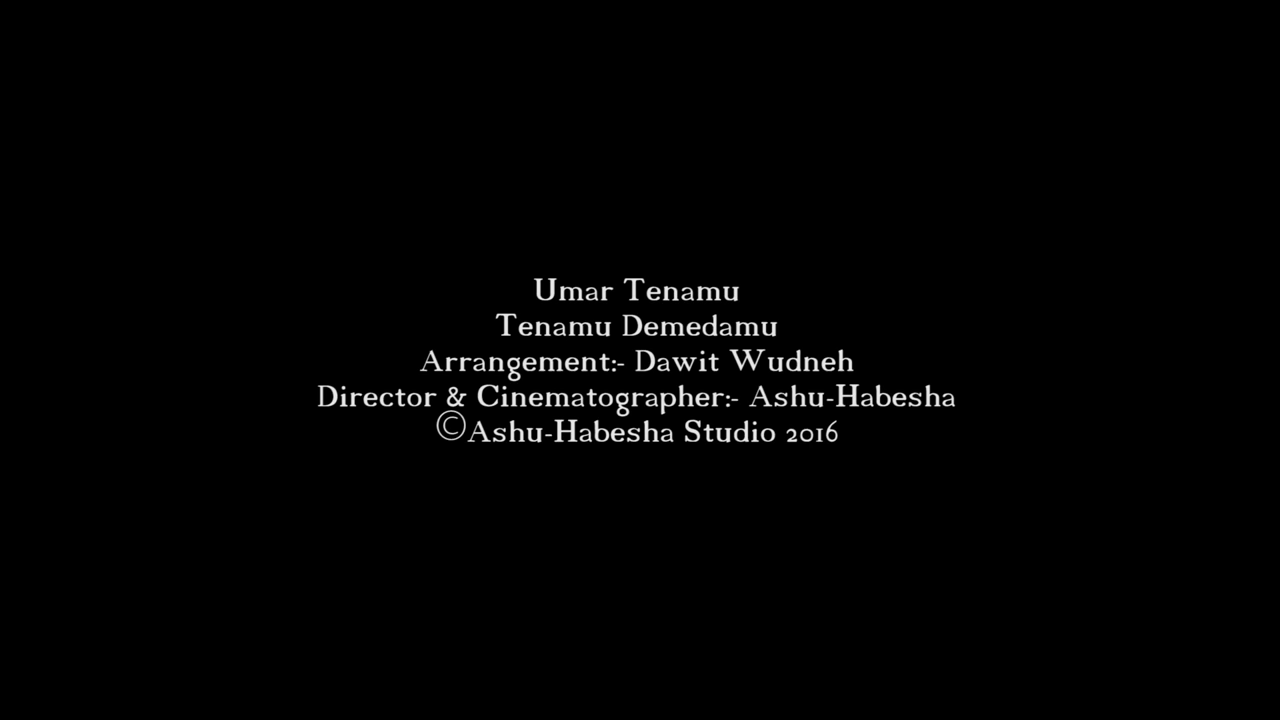 Umar Tenamu
Tenamu Demedamu
Arrangement:- Dawit Wudneh
Director & Cinematographer:- Ashu-Habesha
©Ashu-Habesha Studio 2016